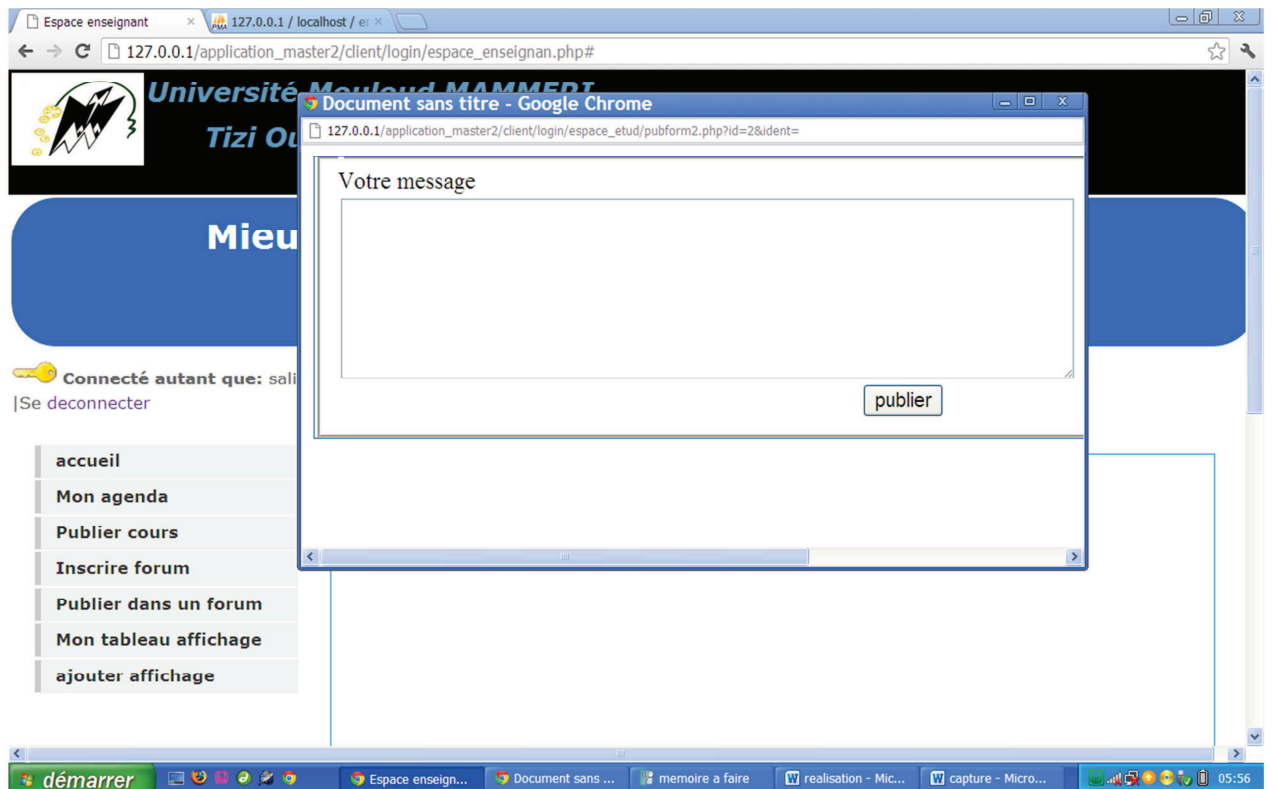 Espace enseignant
127.0.0.1 / localhost / er
127.0.0.1/application_master2/client/login/espace_enseignan.php#
Université Mouloud MAMMERI
Tizi Ou
Document sans titre - Google Chrome
127.0.0.1/application_master2/client/login/espace_etud/pubform2.php?id=2&ident=
Votre message
publier
Mieu
Connecté autant que: sali
|Se deconnecter
accueil
Mon agenda
Publier cours
Inscrire forum
Publier dans un forum
Mon tableau affichage
ajouter affichage
démarrer
Espace enseign...
Document sans ...
memoire a faire
realisation - Mic...
capture - Micro...
05:56